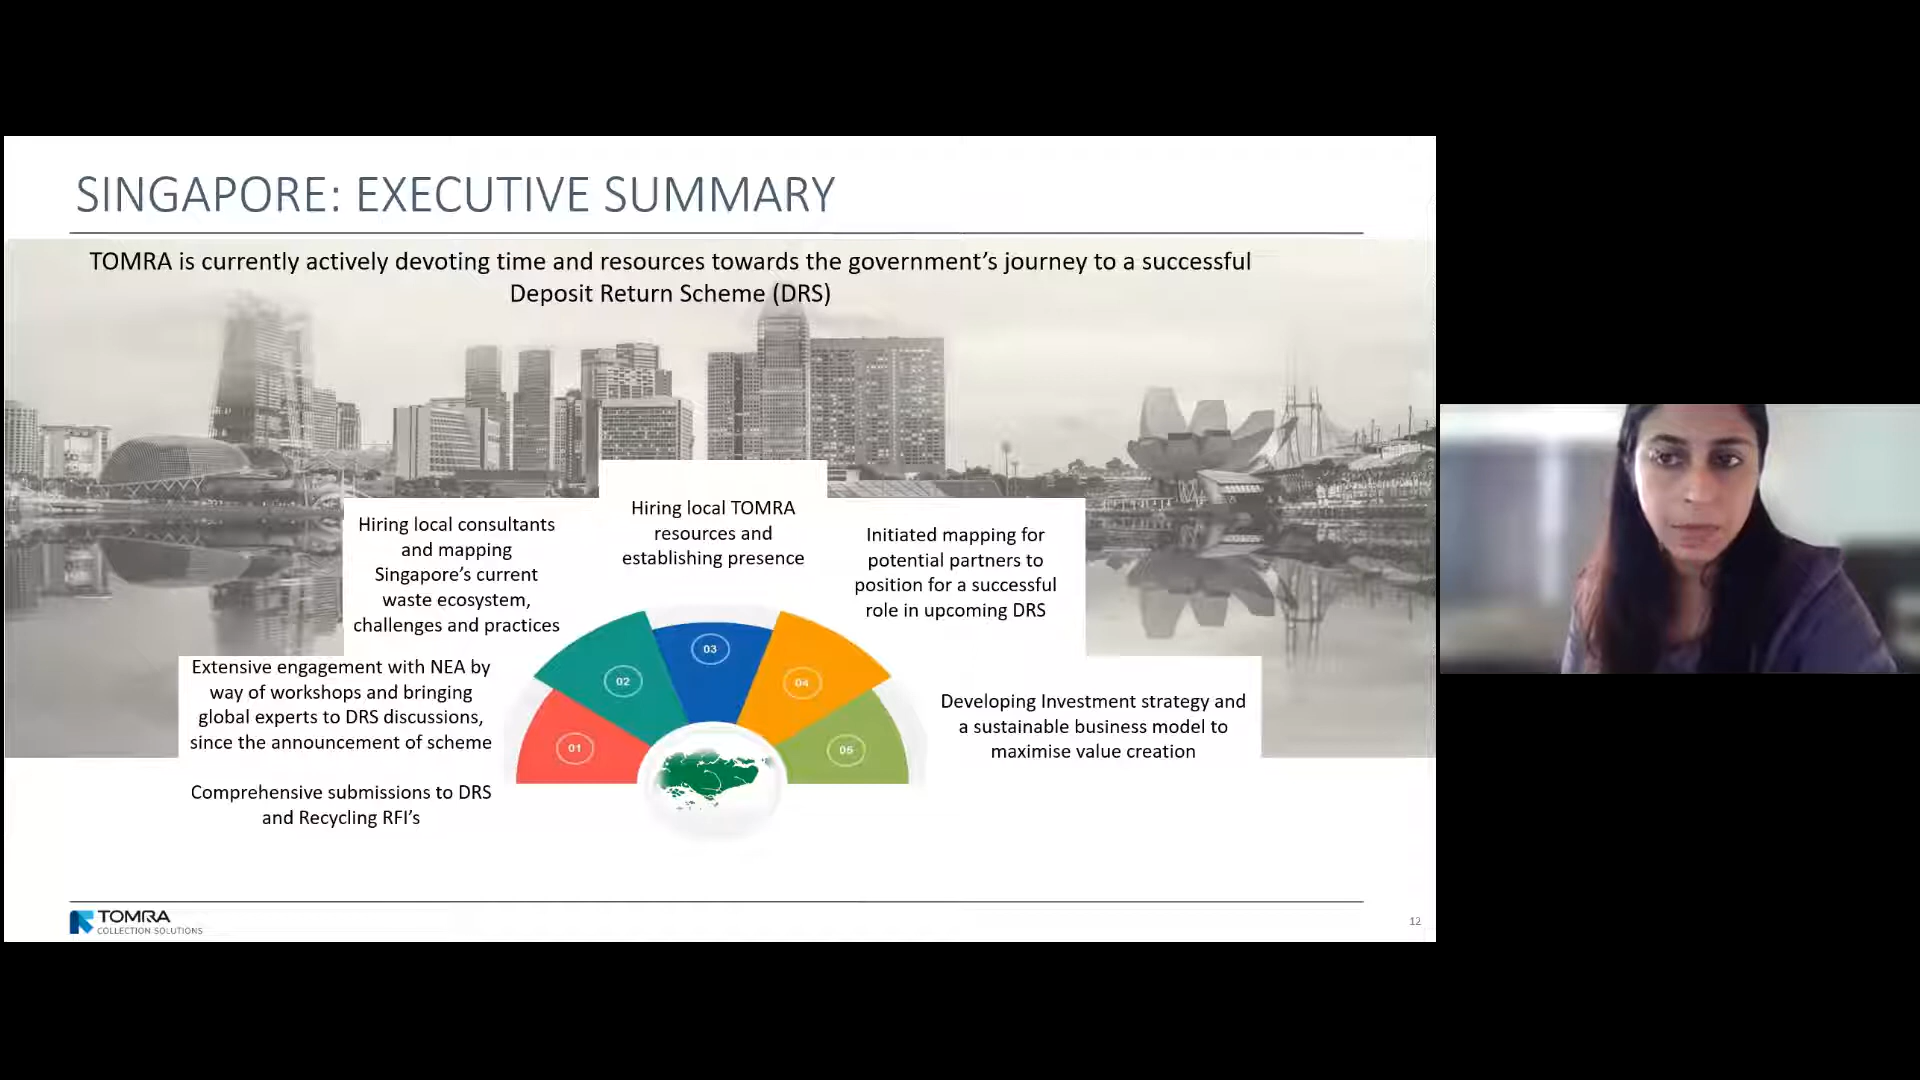 SINGAPORE: EXECUTIVE SUMMARY
TOMRA is currently actively devoting time and resources towards the government's journey to a successful
Deposit Return Scheme (DRS)
Extensive engagement with NEA by
way of workshops and bringing
global experts to DRS discussions,
since the announcement of scheme
Comprehensive submissions to DRS
and Recycling RFI's
Hiring local consultants
and mapping
Singapore's current
waste ecosystem,
challenges and practices
Hiring local TOMRA
resources and
establishing presence
Initiated mapping for
potential partners to
position for a successful
role in upcoming DRS
Developing Investment strategy and
a sustainable business model to
maximise value creation
01
02
03
04
05
TOMRA
COLLECTION SOLUTIONS
12